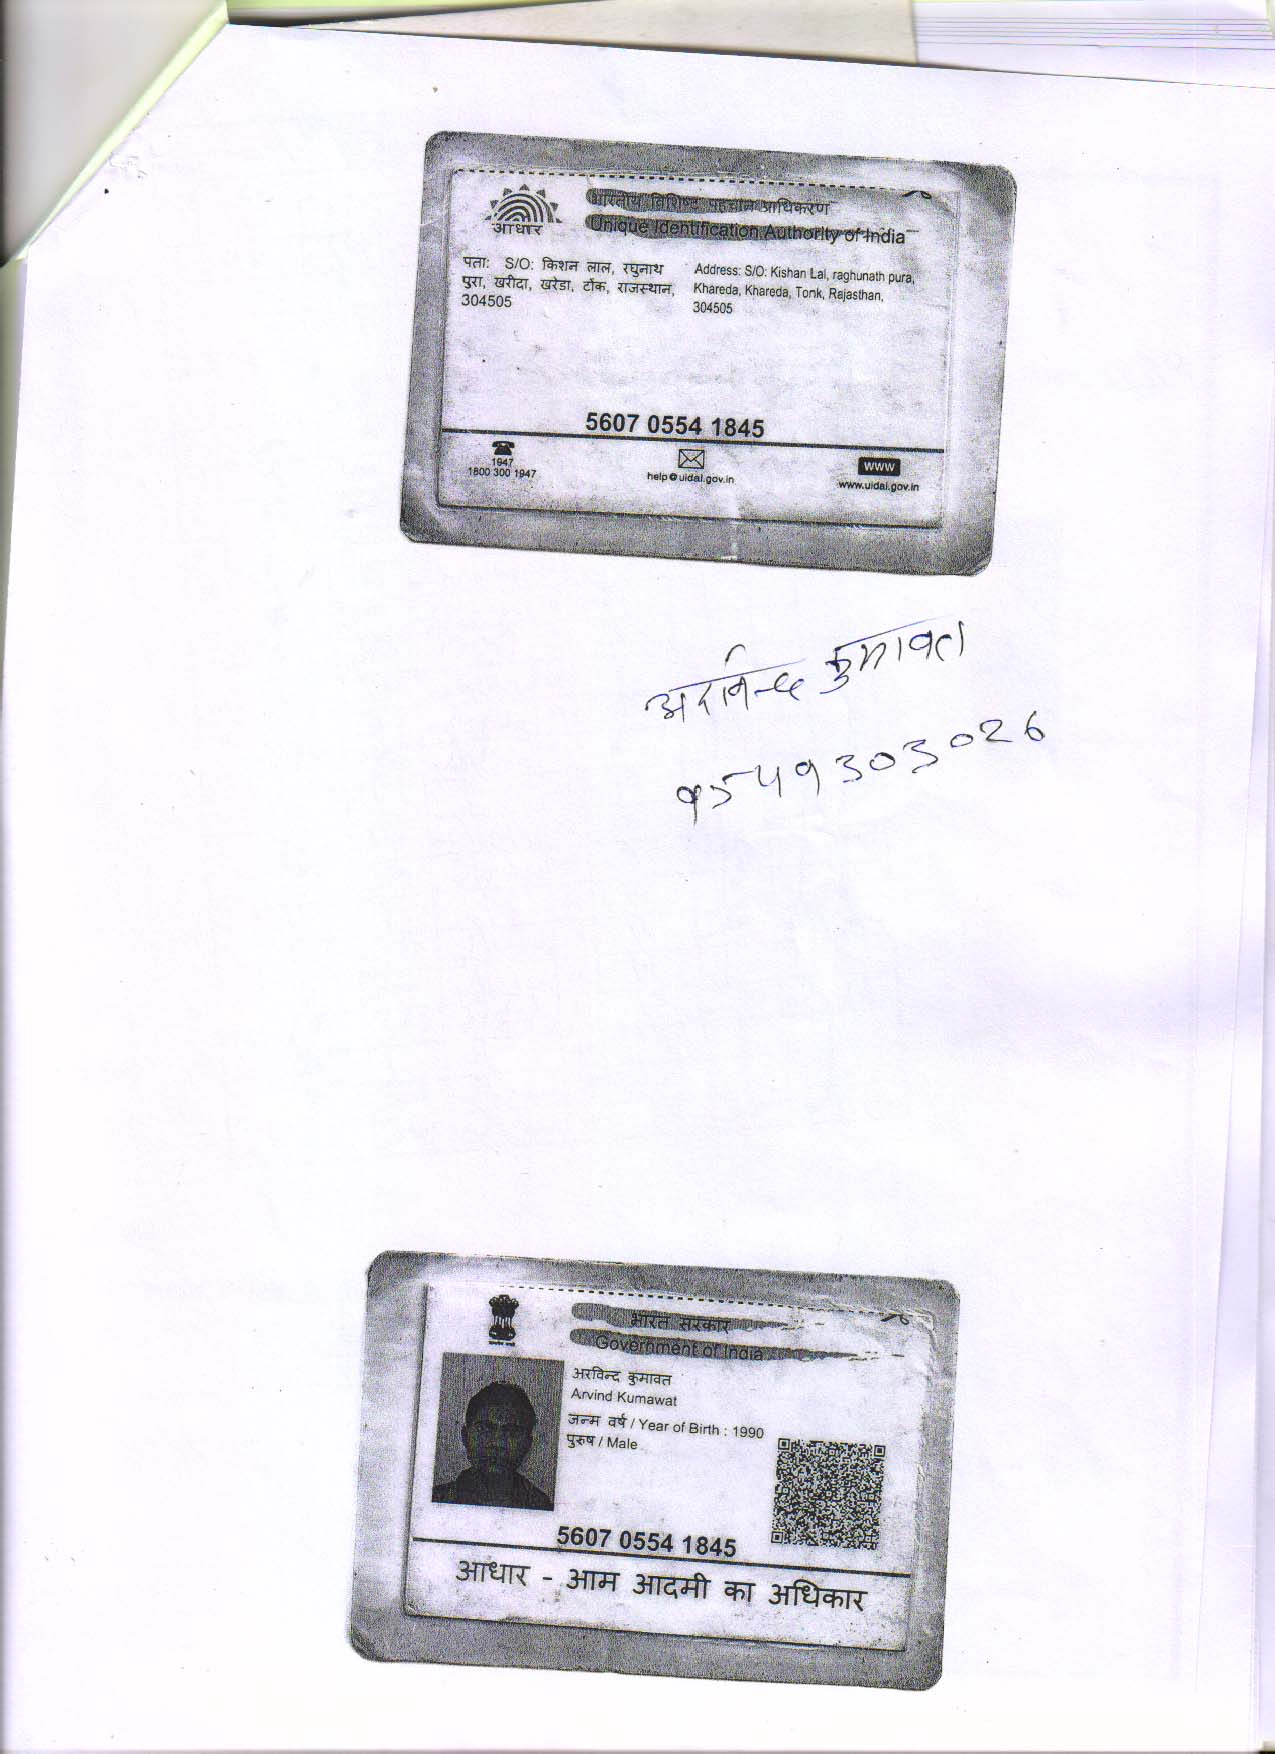 आधार
भारतीय विशिष्ट पहचान प्राधिकरण
Unique Identification Authority of India
पता: S/O: किशन लाल, रघुनाथ
पुरा, खरीदा, खरेडा, टोंक, राजस्थान,
304505
Address: S/O: Kishan Lal, raghunath pura,
Khareda, Khareda, Tonk, Rajasthan,
304505
5607 0554 1845
1947
1800 300 1947
help@uidai.gov.in
www
www.uidai.gov.in
अरविन्द कुमावत
9549303026
भारत सरकार
Government of India
अरविन्द कुमावत
Arvind Kumawat
जन्म वर्ष / Year of Birth : 1990
पुरुष / Male
5607 0554 1845
आधार - आम आदमी का अधिकार